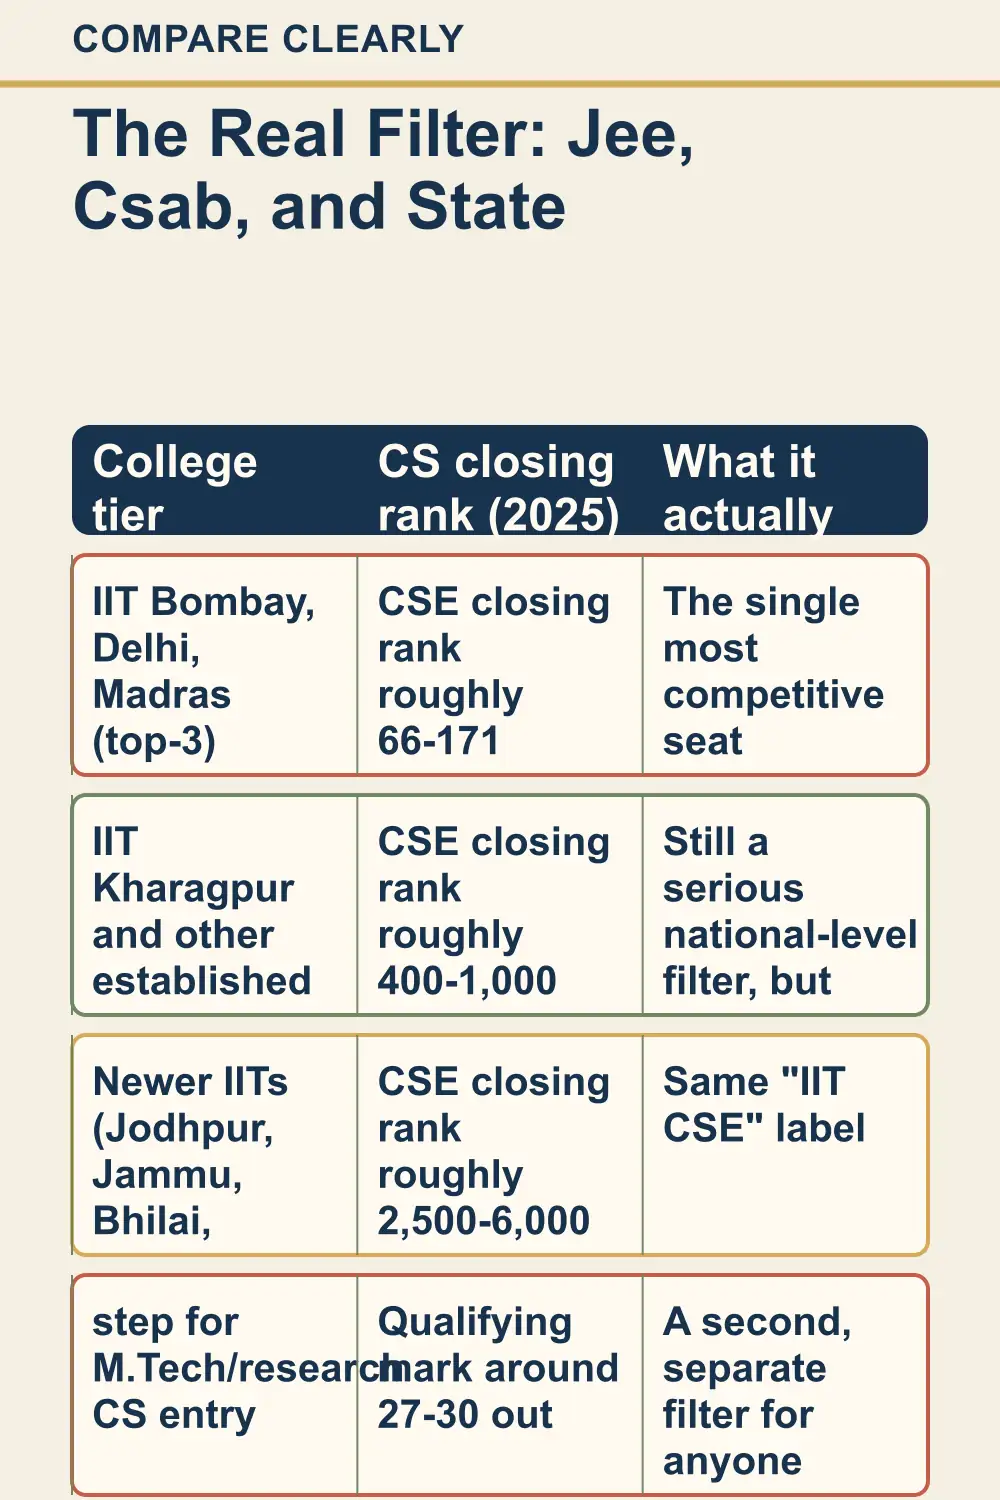 COMPARE CLEARLY
The Real Filter: Jee,
Csab, and State
College
tier
CS closing
rank (2025)
What it
actually
IIT Bombay,
Delhi,
Madras
(top-3)
CSE closing
rank
roughly
66-171
The single
most
competitive
seat
IIT
Kharagpur
and other
established
CSE closing
rank
roughly
400-1,000
Still a
serious
national-level
filter, but
Newer IITs
(Jodhpur,
Jammu,
Bhilai,
CSE closing
rank
roughly
2,500-6,000
Same "IIT
CSE" label
step for
M.Tech/research
CS entry
Qualifying
mark around
27-30 out
A second,
separate
filter for
anyone